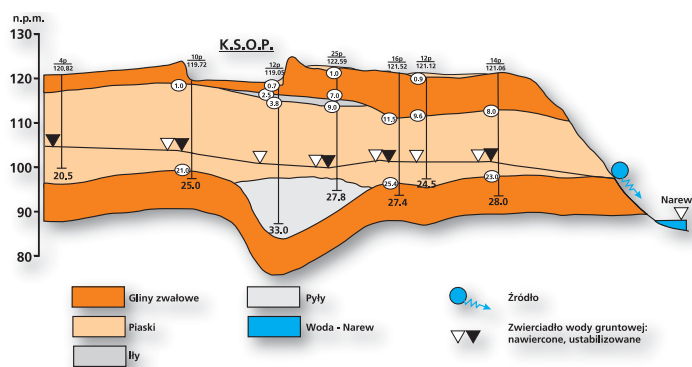 n.p.m.
K.S.O.P.
130
120
110
100
90
80
4p
120,82
10p
119.72
12p
119.05
25p
122.59
16p
121.52
12p
121.12
14p
121.06
1.0
0.7
2.5
3.8
1.0
7.0
9.0
11.5
0.9
9.6
8.0
21.0
25.4
23.0
20.5
25.0
33.0
27.8
27.4
24.5
28.0
Narew
Gliny zwałowe
Piaski
Iły
Pyły
Woda - Narew
Źródło
Zwierciadło wody gruntowej:
nawiercone, ustabilizowane